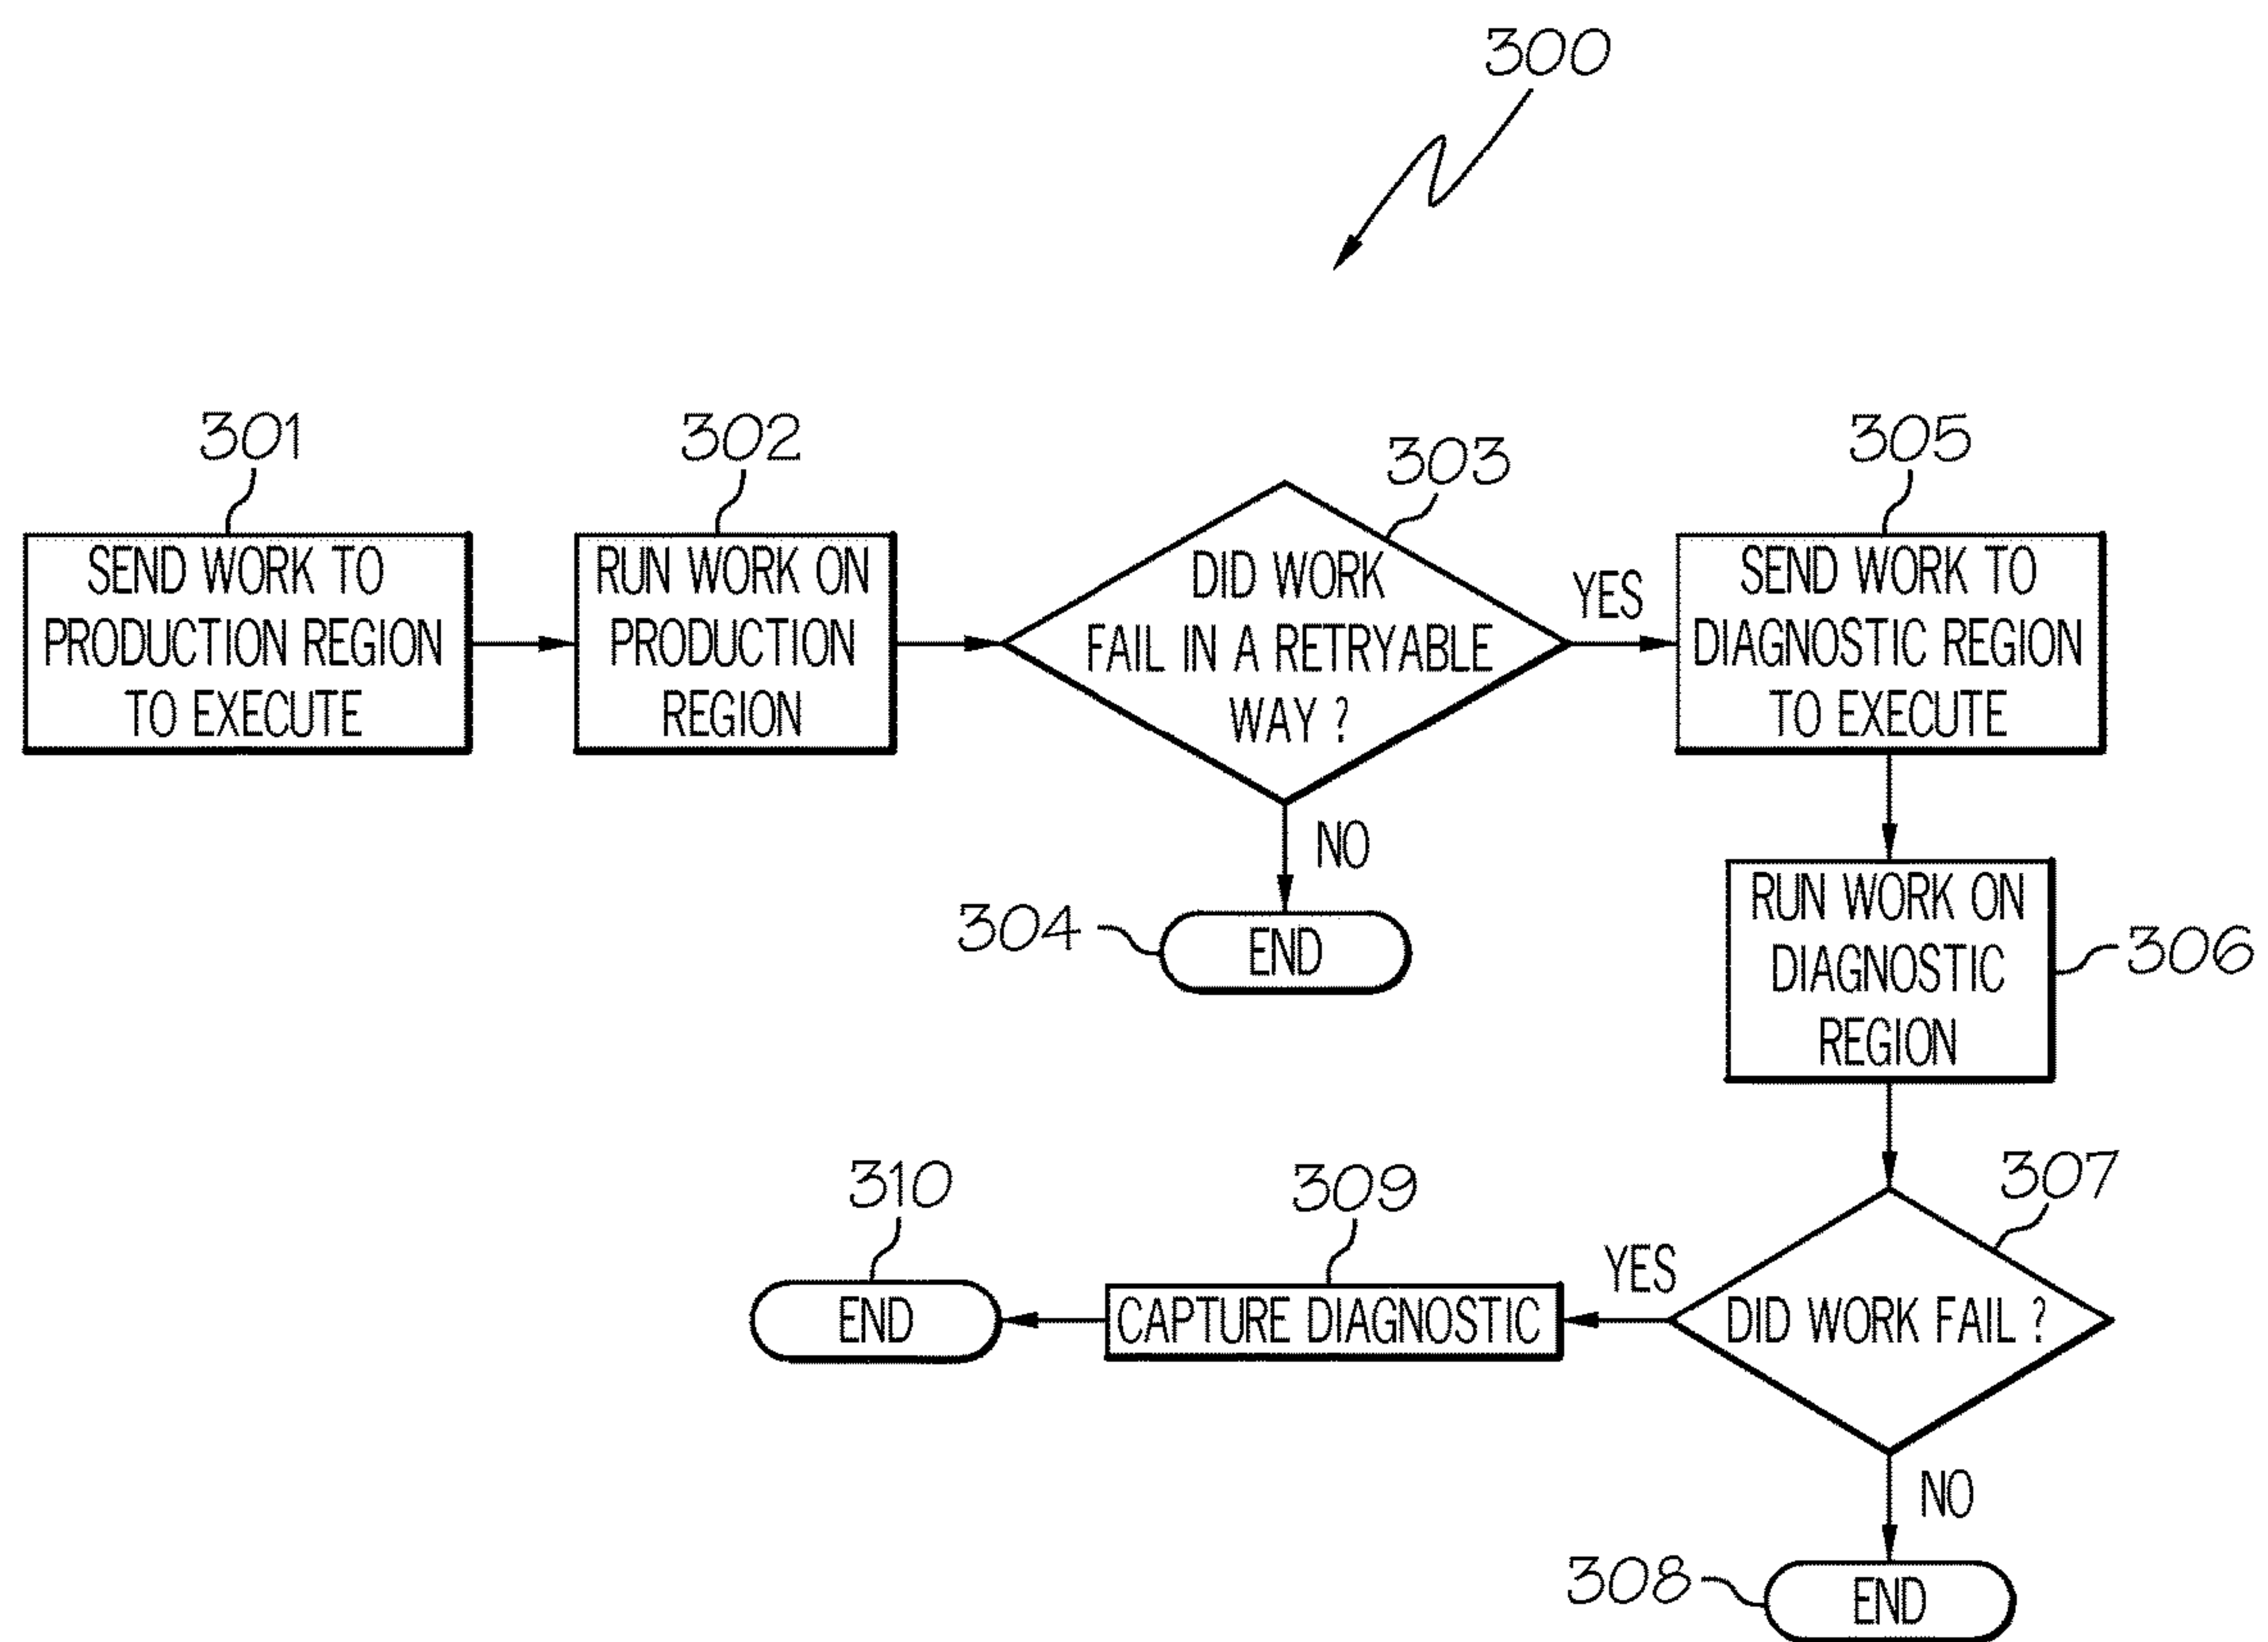 300
301
302
303
305
SEND WORK TO
PRODUCTION REGION
TO EXECUTE
RUN WORK ON
PRODUCTION
REGION
DID WORK
FAIL IN A RETRYABLE
WAY ?
YES
SEND WORK TO
DIAGNOSTIC REGION
TO EXECUTE
NO
304
END
RUN WORK ON
DIAGNOSTIC
REGION
306
307
310
309
END
CAPTURE DIAGNOSTIC
YES
DID WORK FAIL ?
NO
308
END